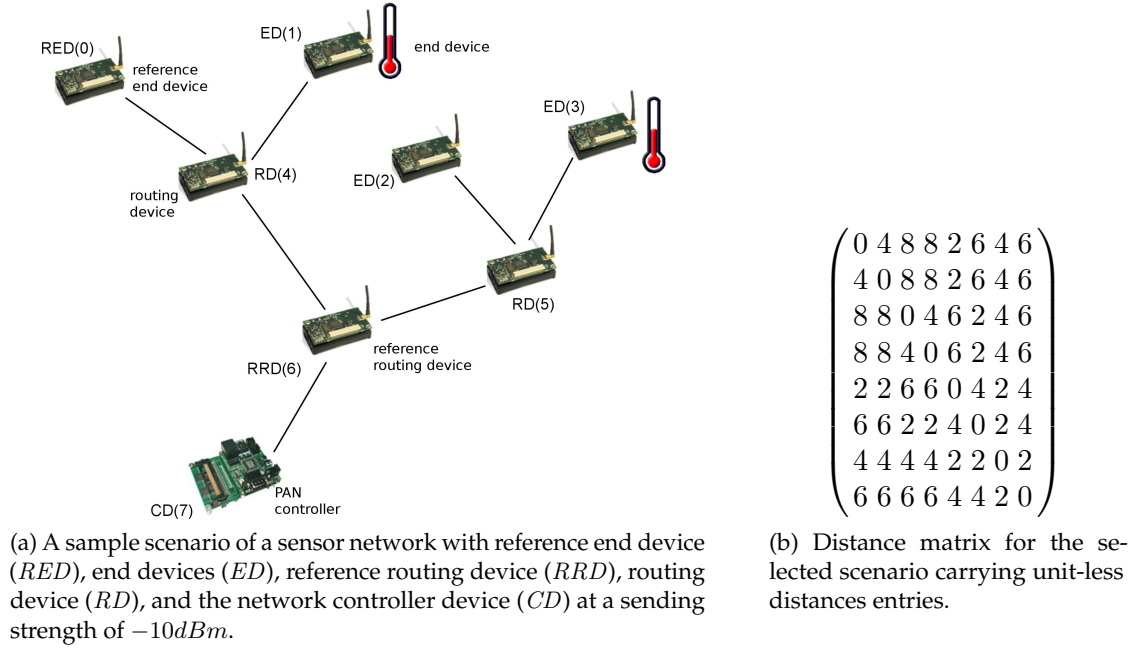 RED(0)
ED(1)
end device
reference
end device
ED(3)
ED(2)
RD(4)
routing
device
RD(5)
RRD(6)
reference
routing device
CD(7)
PAN
controller
0 4 8 8 2 6 4 6
4 0 8 8 2 6 4 6
8 8 0 4 6 2 4 6
8 8 4 0 6 2 4 6
2 2 6 6 0 4 2 4
6 6 2 2 4 0 2 4
4 4 4 4 2 2 0 2
6 6 6 6 4 4 2 0
(a) A sample scenario of a sensor network with reference end device
(RED), end devices (ED), reference routing device (RRD), routing
device (RD), and the network controller device (CD) at a sending
strength of −10dBm.
(b) Distance matrix for the se-
lected scenario carrying unit-less
distances entries.